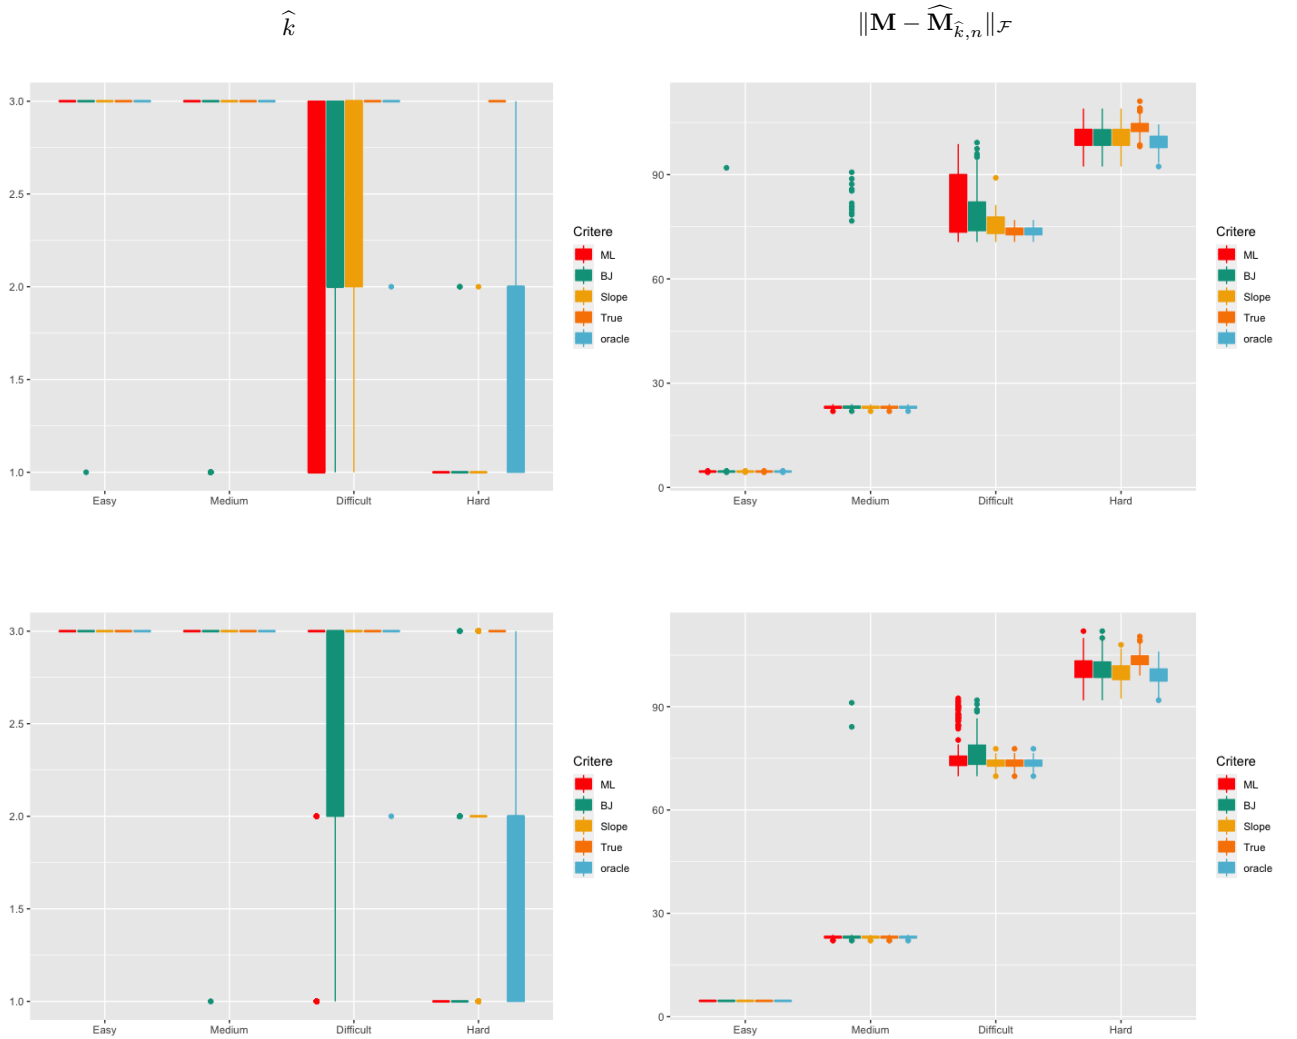 k̂
‖M − M̂_{k̂,n}‖_ℱ
3.0
2.5
2.0
1.5
1.0
Easy Medium Difficult Hard
Critere
ML
BJ
Slope
True
oracle
90
60
30
0
Easy Medium Difficult Hard
Critere
ML
BJ
Slope
True
oracle
3.0
2.5
2.0
1.5
1.0
Easy Medium Difficult Hard
Critere
ML
BJ
Slope
True
oracle
90
60
30
0
Easy Medium Difficult Hard
Critere
ML
BJ
Slope
True
oracle